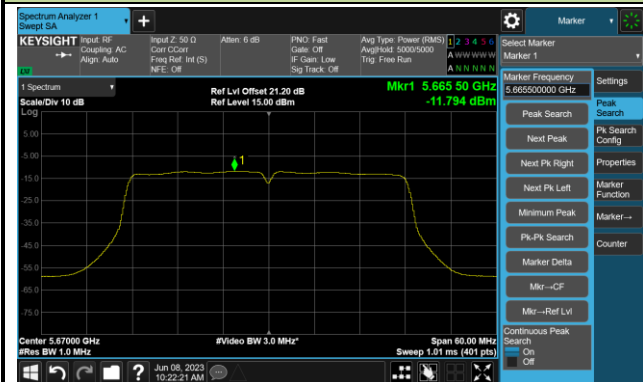 Spectrum Analyzer 1
Swept SA
+
Marker
KEYSIGHT
Input: RF
Coupling: AC
Align: Auto
Input Z: 50 Ω
Corr CCorr
Freq Ref: Int (S)
NFE: Off
Atten: 6 dB
PNO: Fast
Gate: Off
IF Gain: Low
Sig Track: Off
Avg Type: Power (RMS)
Avg|Hold: 5000/5000
Trig: Free Run
1 2 3 4 5 6
A W W W W W
A N N N N N
Select Marker
Marker 1
LW
1 Spectrum
Scale/Div 10 dB
Log
Ref Lvl Offset 21.20 dB
Ref Level 15.00 dBm
Mkr1 5.665 50 GHz
-11.794 dBm
5.00
-5.00
-15.0
-25.0
-35.0
-45.0
-55.0
-65.0
-75.0
1
Center 5.67000 GHz
#Res BW 1.0 MHz
#Video BW 3.0 MHz*
Span 60.00 MHz
Sweep 1.01 ms (401 pts)
Marker Frequency
5.665500000 GHz
Peak Search
Next Peak
Next Pk Right
Next Pk Left
Minimum Peak
Pk-Pk Search
Marker Delta
Mkr→CF
Mkr→Ref Lvl
Continuous Peak
Search
On
Off
Settings
Peak
Search
Pk Search
Config
Properties
Marker
Function
Marker→
Counter
?
Jun 08, 2023
10:22:21 AM